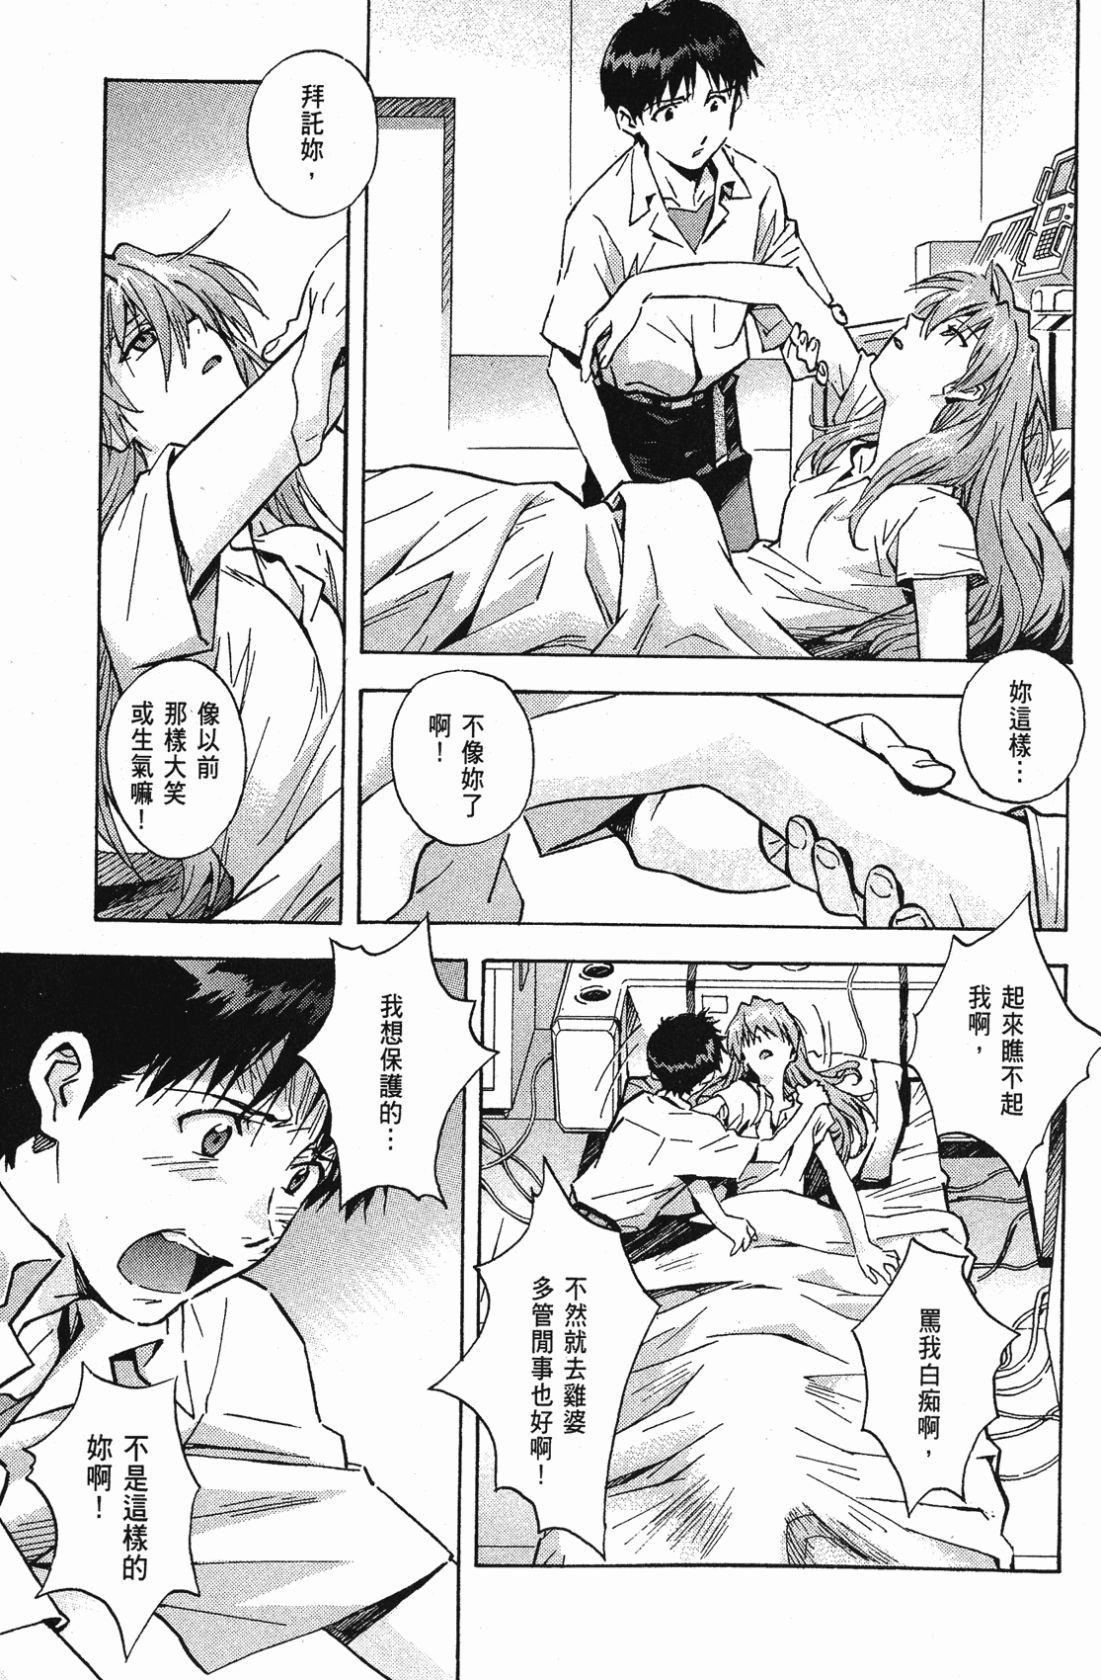 妳這樣…
不像妳了
啊！
拜託妳，
像以前
那樣大笑
或生氣嘛！
起來瞧不起
我啊，
罵我白痴啊，
不然就去雞婆
多管閒事也好啊！
我想保護的…
不是這樣的
妳啊！